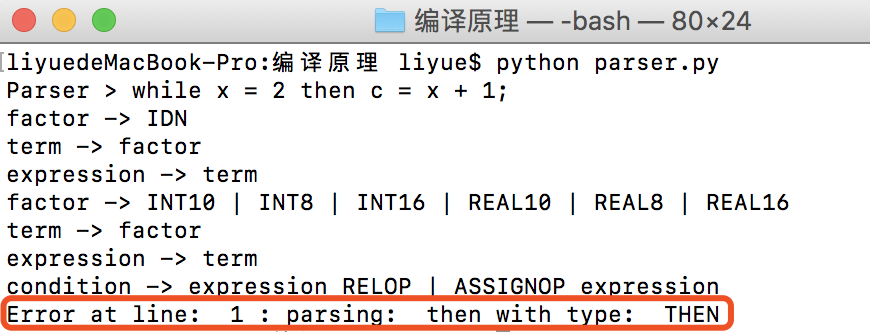 编译原理 — -bash — 80×24
liyuedeMacBook-Pro:编译原理 liyue$ python parser.py
Parser > while x = 2 then c = x + 1;
factor -> IDN
term -> factor
expression -> term
factor -> INT10 | INT8 | INT16 | REAL10 | REAL8 | REAL16
term -> factor
expression -> term
condition -> expression RELOP | ASSIGNOP expression
Error at line:  1 : parsing:  then with type:  THEN